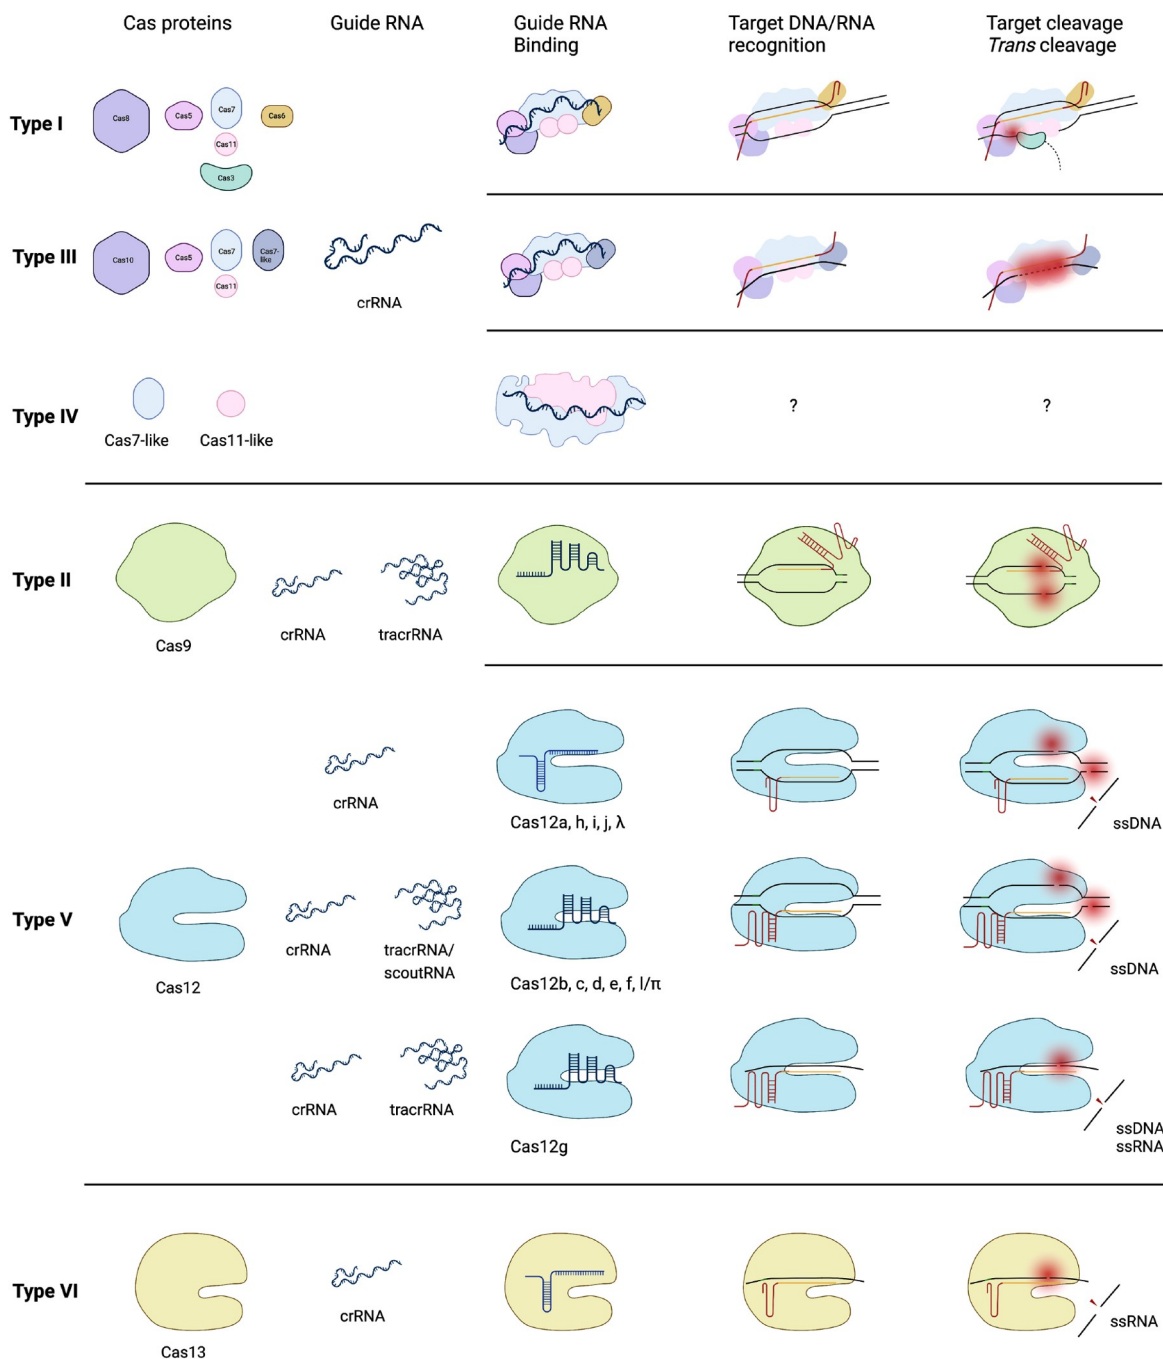 Cas proteins
Guide RNA
Guide RNA
Binding
Target DNA/RNA
recognition
Target cleavage
Trans cleavage
Type I
Cas8
Cas5
Cas7
Cas11
Cas6
Cas3
Type III
Cas10
Cas5
Cas7
Cas11
Cas7-
like
crRNA
Type IV
Cas7-like
Cas11-like
?
?
Type II
Cas9
crRNA
tracrRNA
crRNA
Cas12a, h, i, j, λ
ssDNA
Type V
Cas12
crRNA
tracrRNA/
scoutRNA
Cas12b, c, d, e, f, l/π
ssDNA
crRNA
tracrRNA
Cas12g
ssDNA
ssRNA
Type VI
Cas13
crRNA
ssRNA